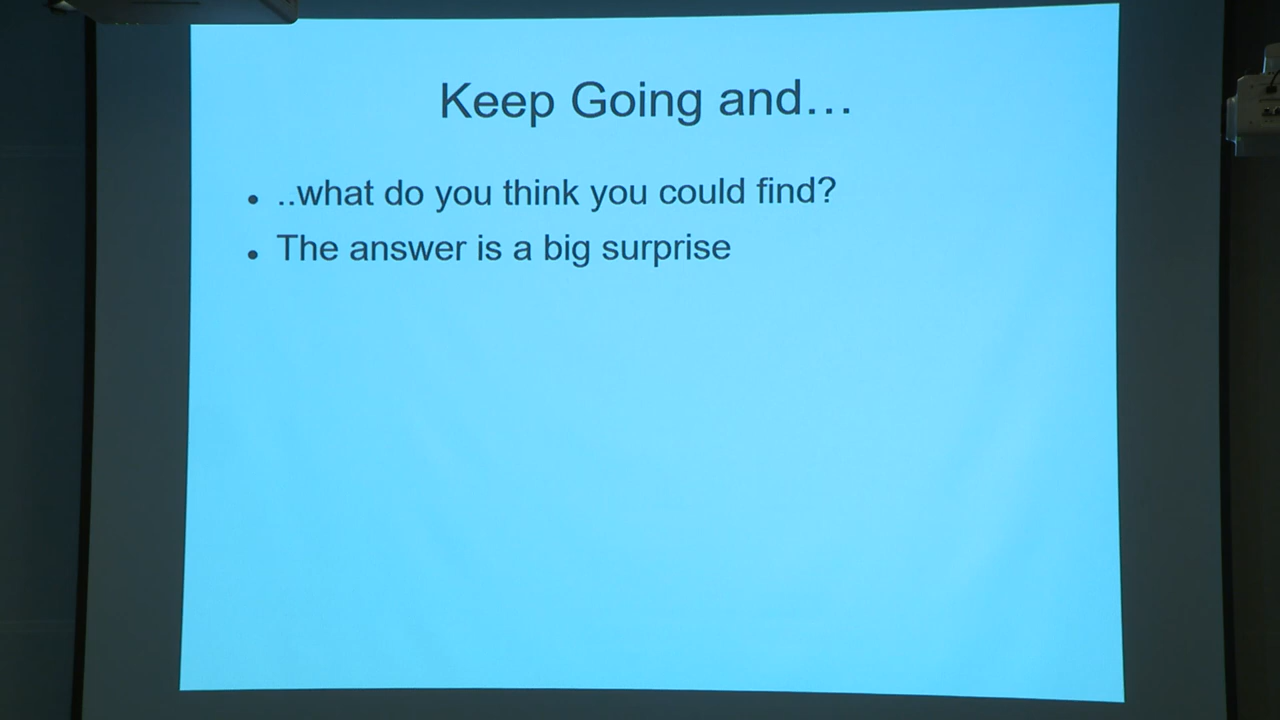 Keep Going and…
• ..what do you think you could find?
• The answer is a big surprise